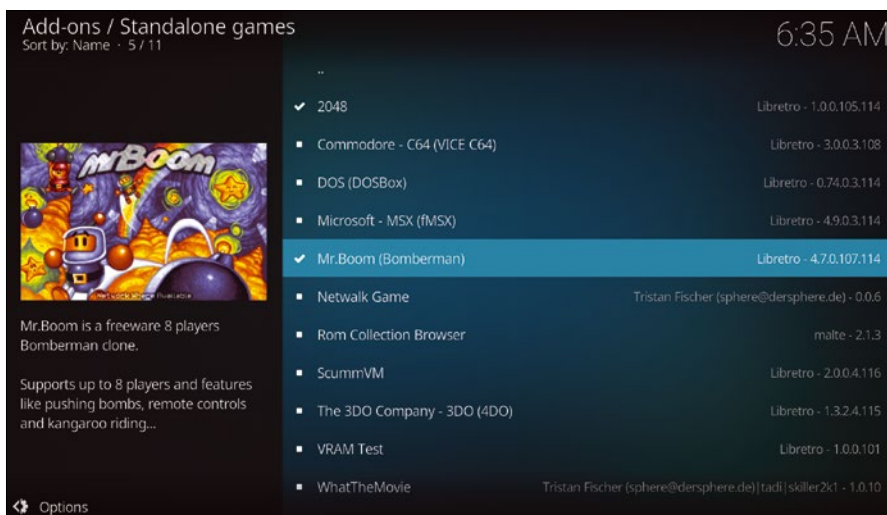 Add-ons / Standalone games
Sort by: Name · 5 / 11
6:35 AM
..
2048
Libretro - 1.0.0.105.114
Commodore - C64 (VICE C64)
Libretro - 3.0.0.3.108
DOS (DOSBox)
Libretro - 0.74.0.3.114
Microsoft - MSX (fMSX)
Libretro - 4.9.0.3.114
Mr.Boom (Bomberman)
Libretro - 4.7.0.107.114
Netwalk Game
Tristan Fischer (sphere@dersphere.de) - 0.0.6
Rom Collection Browser
malte - 2.1.3
ScummVM
Libretro - 2.0.0.4.116
The 3DO Company - 3DO (4DO)
Libretro - 1.3.2.4.115
VRAM Test
Libretro - 1.0.0.101
WhatTheMovie
Tristan Fischer (sphere@dersphere.de)|tadi|skiller2k1 - 1.0.10
mrBoom
Mr.Boom is a freeware 8 players
Bomberman clone.
Supports up to 8 players and features
like pushing bombs, remote controls
and kangaroo riding...
Options